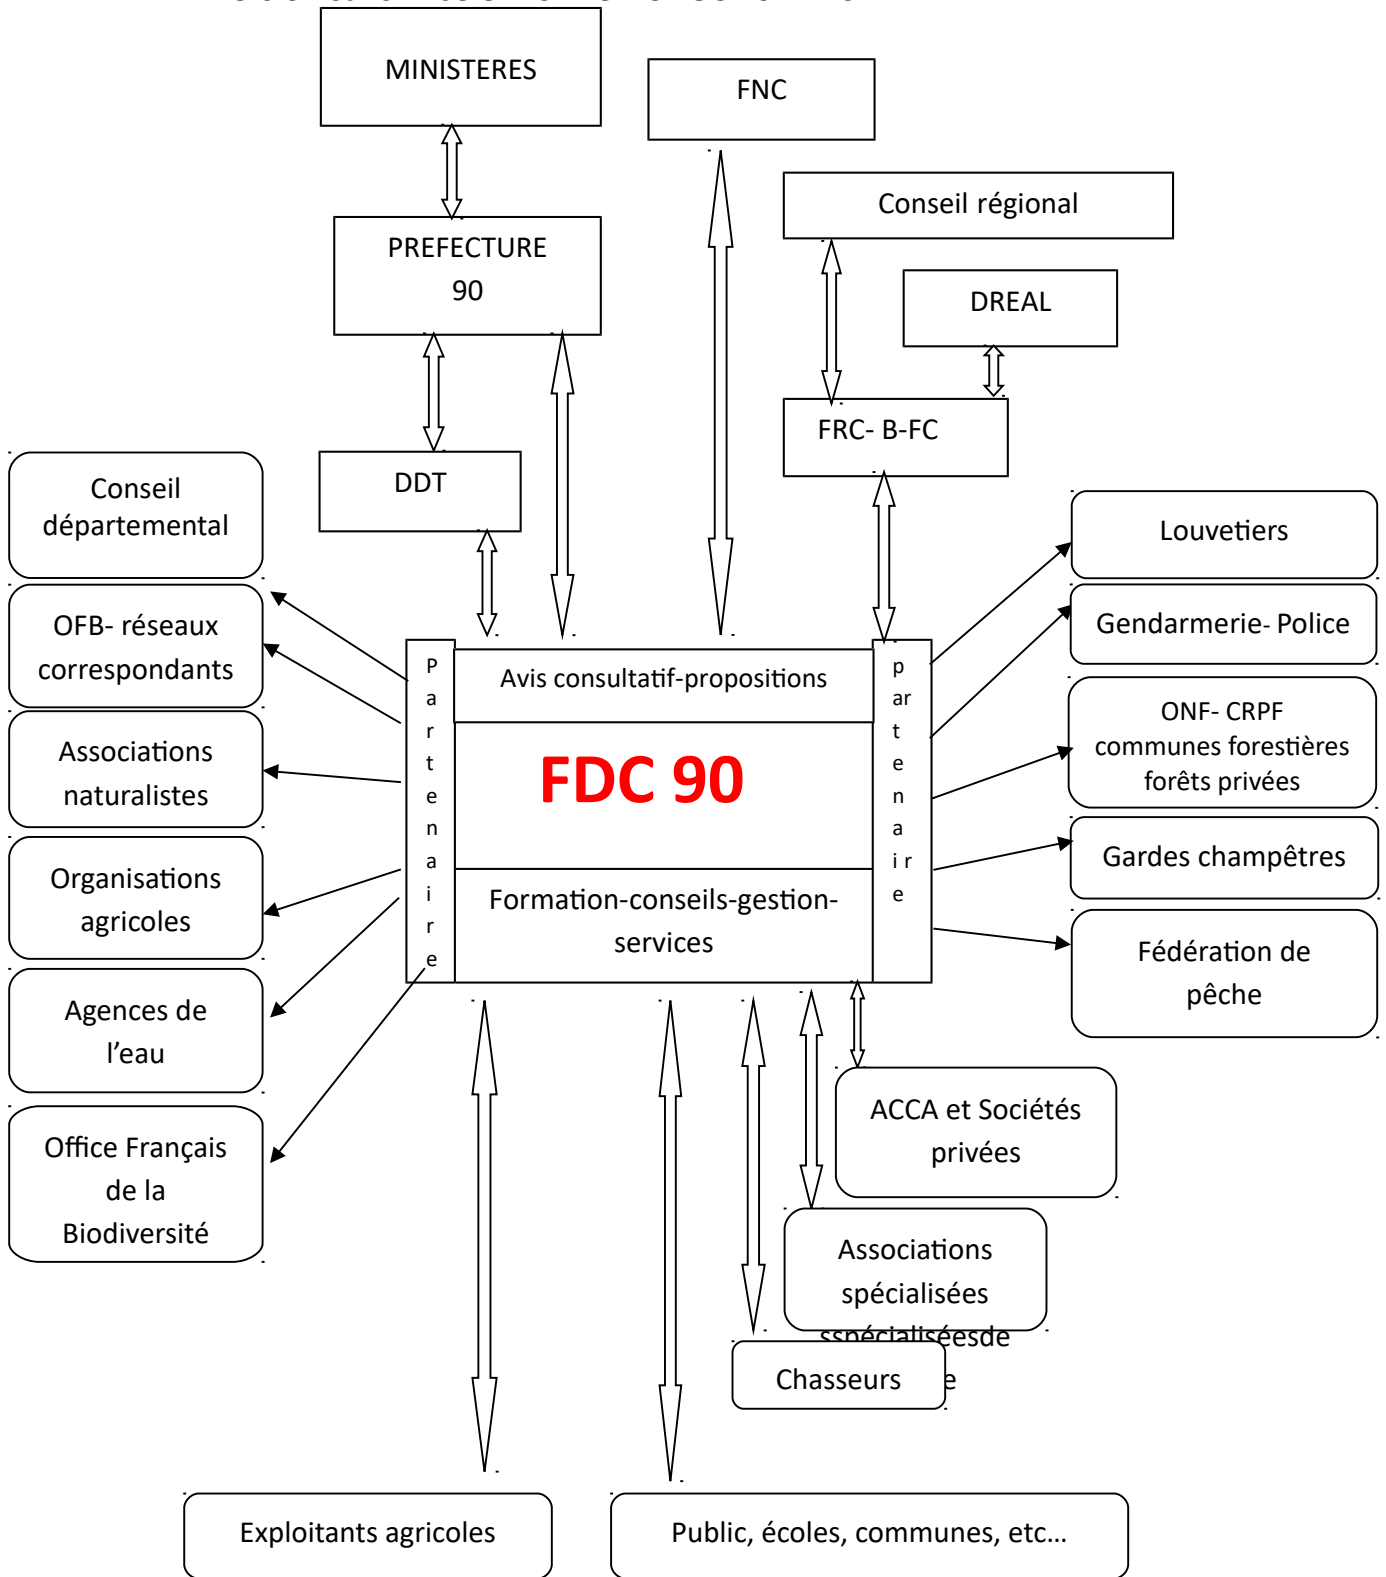 MINISTERES
FNC
Conseil régional
PREFECTURE
90
DREAL
FRC- B-FC
DDT
Conseil
départemental
Louvetiers
OFB- réseaux
correspondants
Gendarmerie- Police
P
a
r
t
e
n
a
i
r
e
Avis consultatif-propositions
p
ar
t
e
n
a
i r
e
ONF- CRPF
communes forestières
forêts privées
Associations
naturalistes
FDC 90
Gardes champêtres
Organisations
agricoles
Formation-conseils-gestion-
services
Fédération de
pêche
Agences de
l’eau
ACCA et Sociétés
privées
Office Français
de la
Biodiversité
Associations
spécialisées
sspécialiséesde
Chasseurs
e
Exploitants agricoles
Public, écoles, communes, etc…